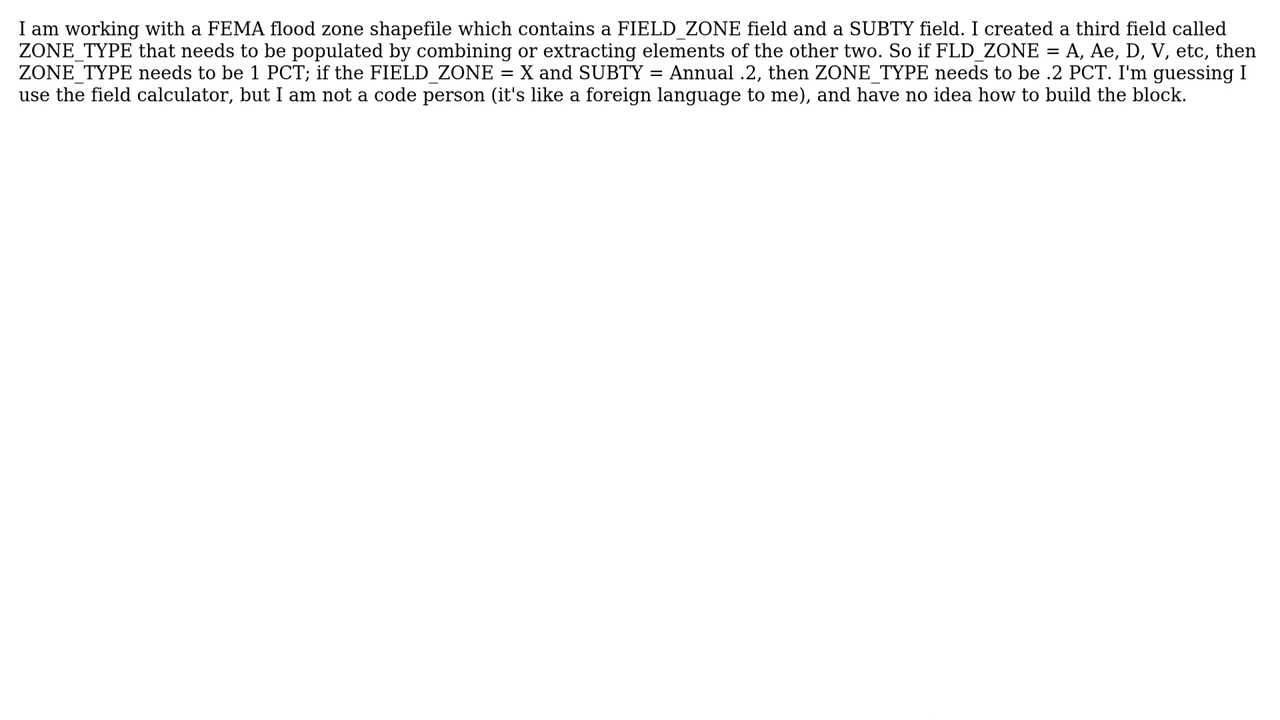 I am working with a FEMA flood zone shapefile which contains a FIELD_ZONE field and a SUBTY field. I created a third field called
ZONE_TYPE that needs to be populated by combining or extracting elements of the other two. So if FLD_ZONE = A, Ae, D, V, etc, then
ZONE_TYPE needs to be 1 PCT; if the FIELD_ZONE = X and SUBTY = Annual .2, then ZONE_TYPE needs to be .2 PCT. I'm guessing I
use the field calculator, but I am not a code person (it's like a foreign language to me), and have no idea how to build the block.